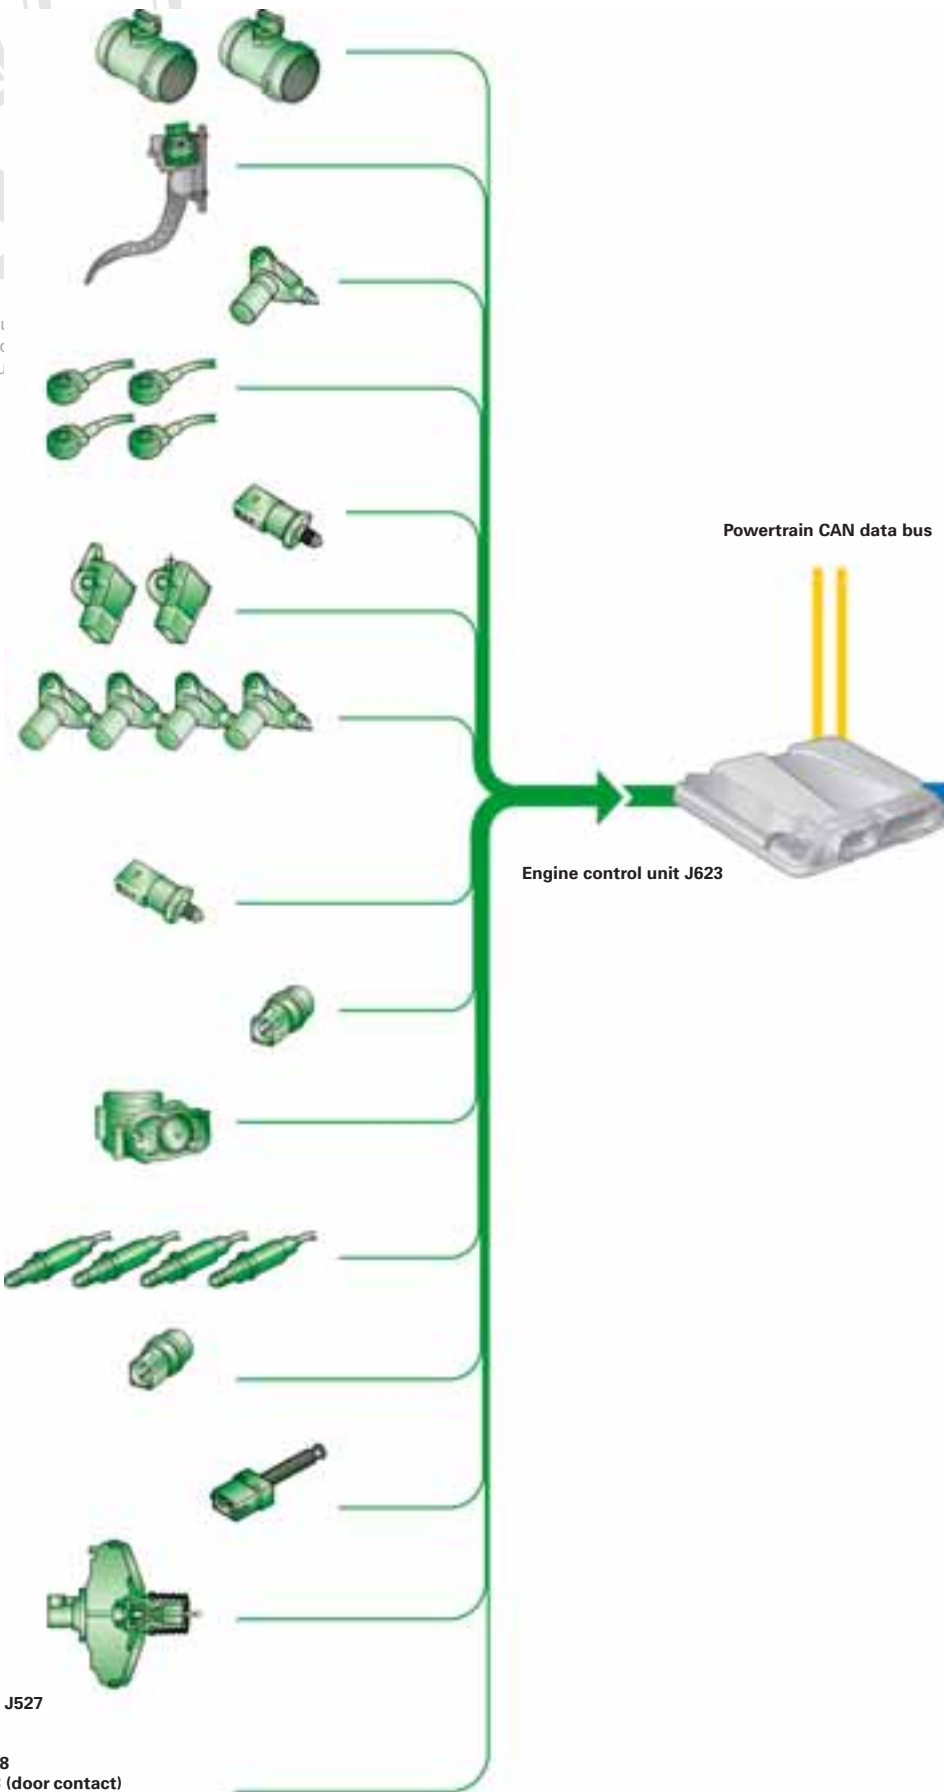 Powertrain CAN data bus
Engine control unit J623
J527
8
(door contact)